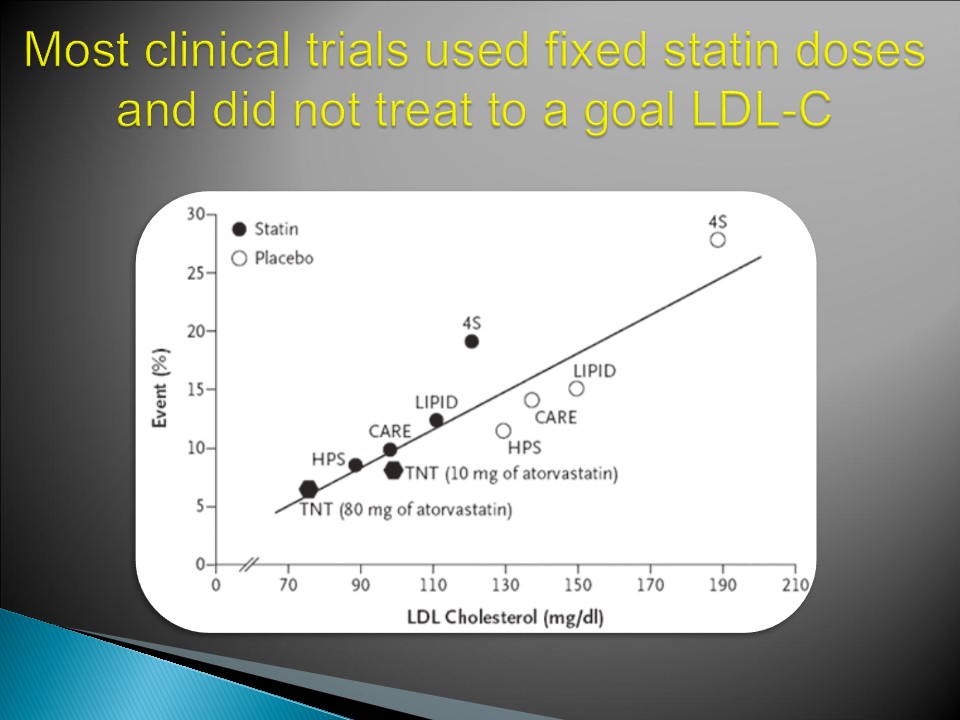 Most clinical trials used fixed statin doses
and did not treat to a goal LDL-C
30
Statin
Placebo
4S
25
20
4S
Event (%)
15
LIPID
LIPID
CARE
CARE
10
HPS
HPS
TNT (10 mg of atorvastatin)
5
TNT (80 mg of atorvastatin)
0
0 70 90 110 130 150 170 190 210
LDL Cholesterol (mg/dl)